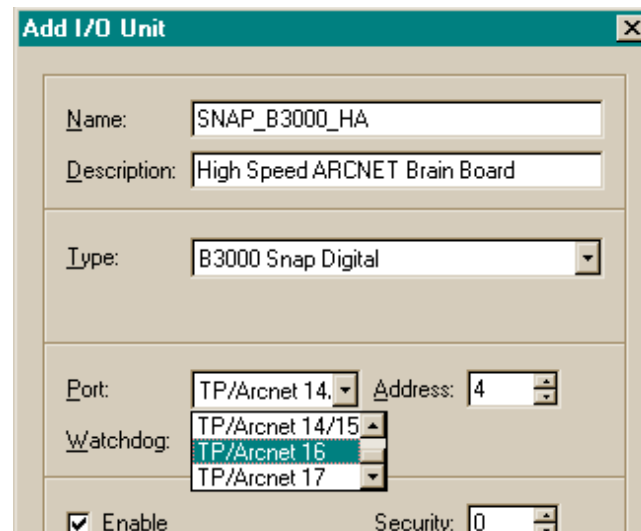 Add I/O Unit
Name: SNAP_B3000_HA
Description: High Speed ARCNET Brain Board
Type: B3000 Snap Digital
Port: TP/Arcnet 14. Address: 4
TP/Arcnet 14/15
Watchdog:
TP/Arcnet 16
TP/Arcnet 17
Enable Security: 0